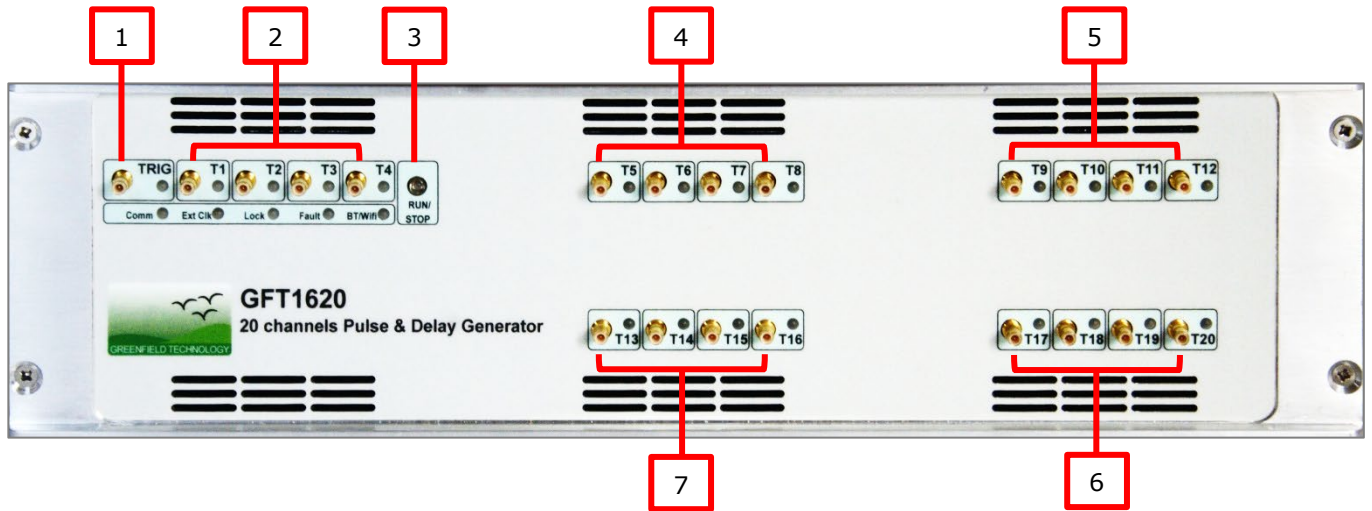 1 2 3 4 5
TRIG T1 T2 T3 T4 T5 T6 T7 T8 T9 T10 T11 T12
RUN/
STOP
Comm Ext Clk Lock Fault BT/Wifi
GFT1620
20 channels Pulse & Delay Generator
GREENFIELD TECHNOLOGY
T13 T14 T15 T16 T17 T18 T19 T20
7 6